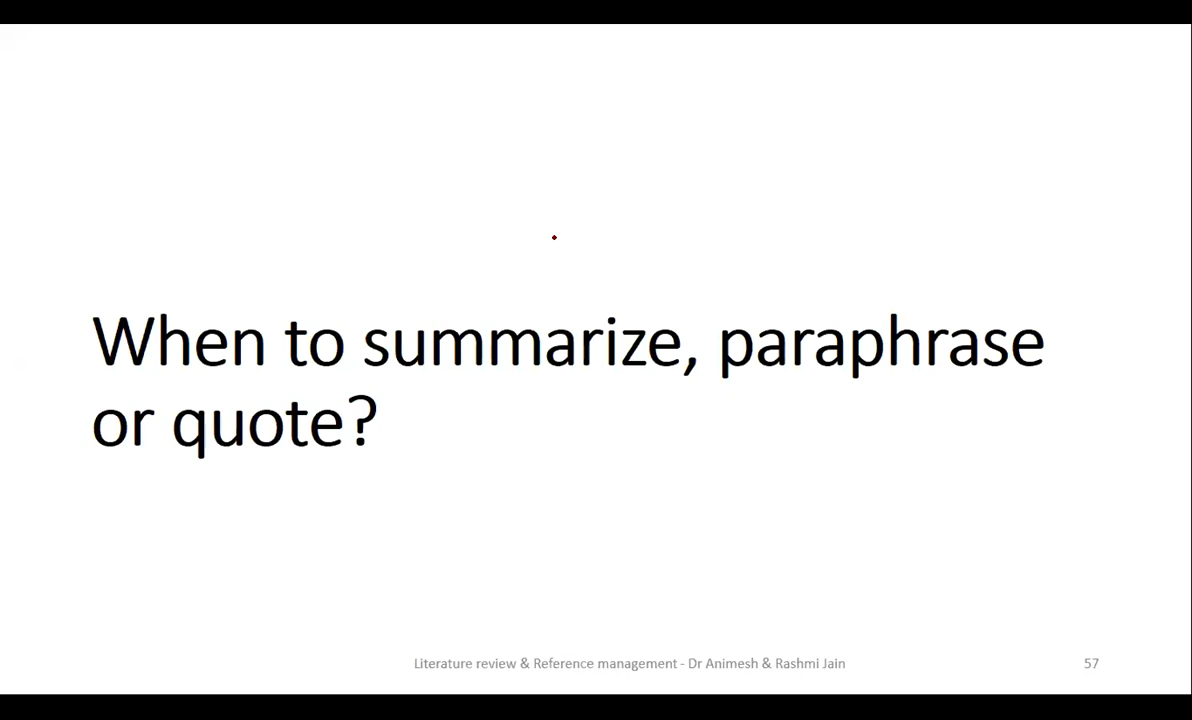 When to summarize, paraphrase
or quote?
Literature review & Reference management - Dr Animesh & Rashmi Jain
57